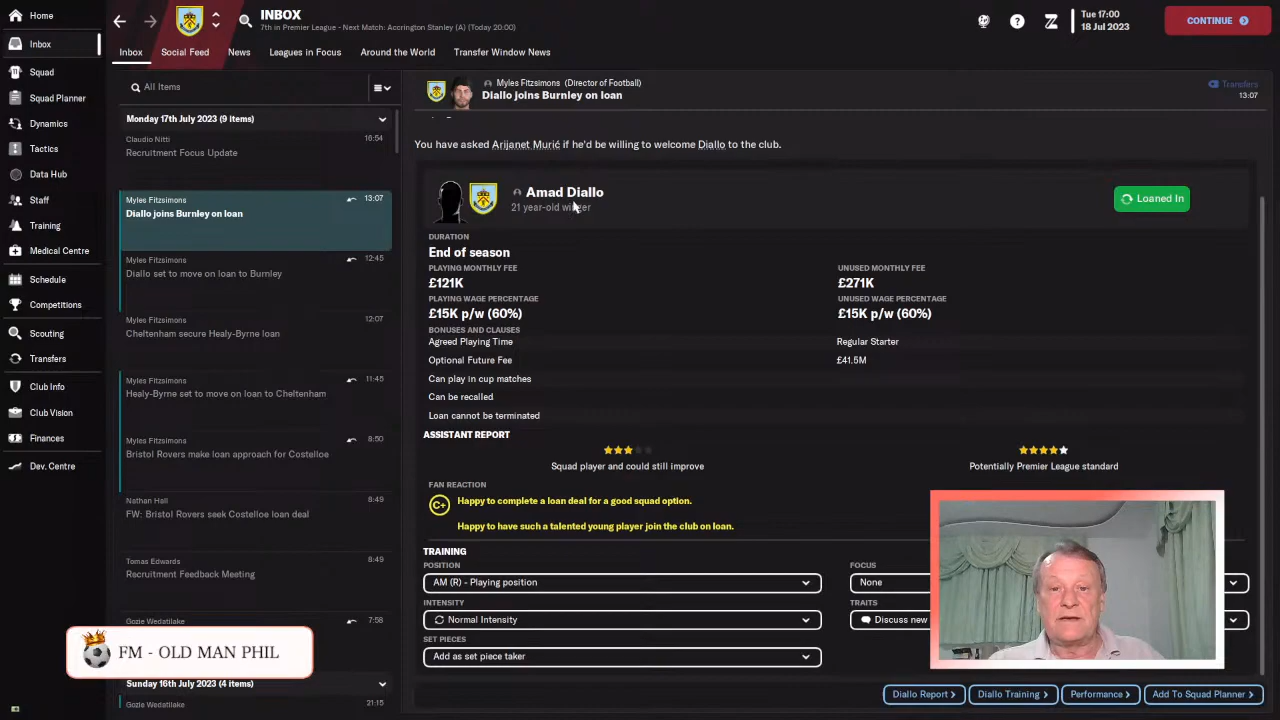 Home
Inbox
Squad
Squad Planner
Dynamics
Tactics
Data Hub
Staff
Training
Medical Centre
Schedule
Competitions
Scouting
Transfers
Club Info
Club Vision
Finances
Dev. Centre
INBOX
7th in Premier League - Next Match: Accrington Stanley (A) (Today 20:00)
Tue 17:00
18 Jul 2023
CONTINUE
Inbox Social Feed News Leagues in Focus Around the World Transfer Window News
All Items
Monday 17th July 2023 (9 Items)
Claudio Nitti 16:54
Recruitment Focus Update
Myles Fitzsimons 13:07
Diallo joins Burnley on loan
Myles Fitzsimons 12:45
Diallo set to move on loan to Burnley
Myles Fitzsimons 12:07
Cheltenham secure Healy-Byrne loan
Myles Fitzsimons 11:45
Healy-Byrne set to move on loan to Cheltenham
Myles Fitzsimons 8:50
Bristol Rovers make loan approach for Costelloe
Nathan Hall 8:49
FW: Bristol Rovers seek Costelloe loan deal
Tomas Edwards 8:49
Recruitment Feedback Meeting
Gozie Wedatilake 7:58
FM - OLD MAN PHIL
Sunday 16th July 2023 (4 items)
Gozie Wedatilake 21:15
Myles Fitzsimons (Director of Football)
Diallo joins Burnley on loan
Transfers
13:07
You have asked Arijanet Murić if he'd be willing to welcome Diallo to the club.
Amad Diallo
21 year-old winger
Loaned In
DURATION
End of season
PLAYING MONTHLY FEE UNUSED MONTHLY FEE
£121K £271K
PLAYING WAGE PERCENTAGE UNUSED WAGE PERCENTAGE
£15K p/w (60%) £15K p/w (60%)
BONUSES AND CLAUSES
Agreed Playing Time Regular Starter
Optional Future Fee £41.5M
Can play in cup matches
Can be recalled
Loan cannot be terminated
ASSISTANT REPORT
Squad player and could still improve Potentially Premier League standard
FAN REACTION
C+
Happy to complete a loan deal for a good squad option.
Happy to have such a talented young player join the club on loan.
TRAINING
POSITION FOCUS
AM (R) - Playing position None
INTENSITY TRAITS
Normal Intensity Discuss new
SET PIECES
Add as set piece taker
Diallo Report Diallo Training Performance Add To Squad Planner